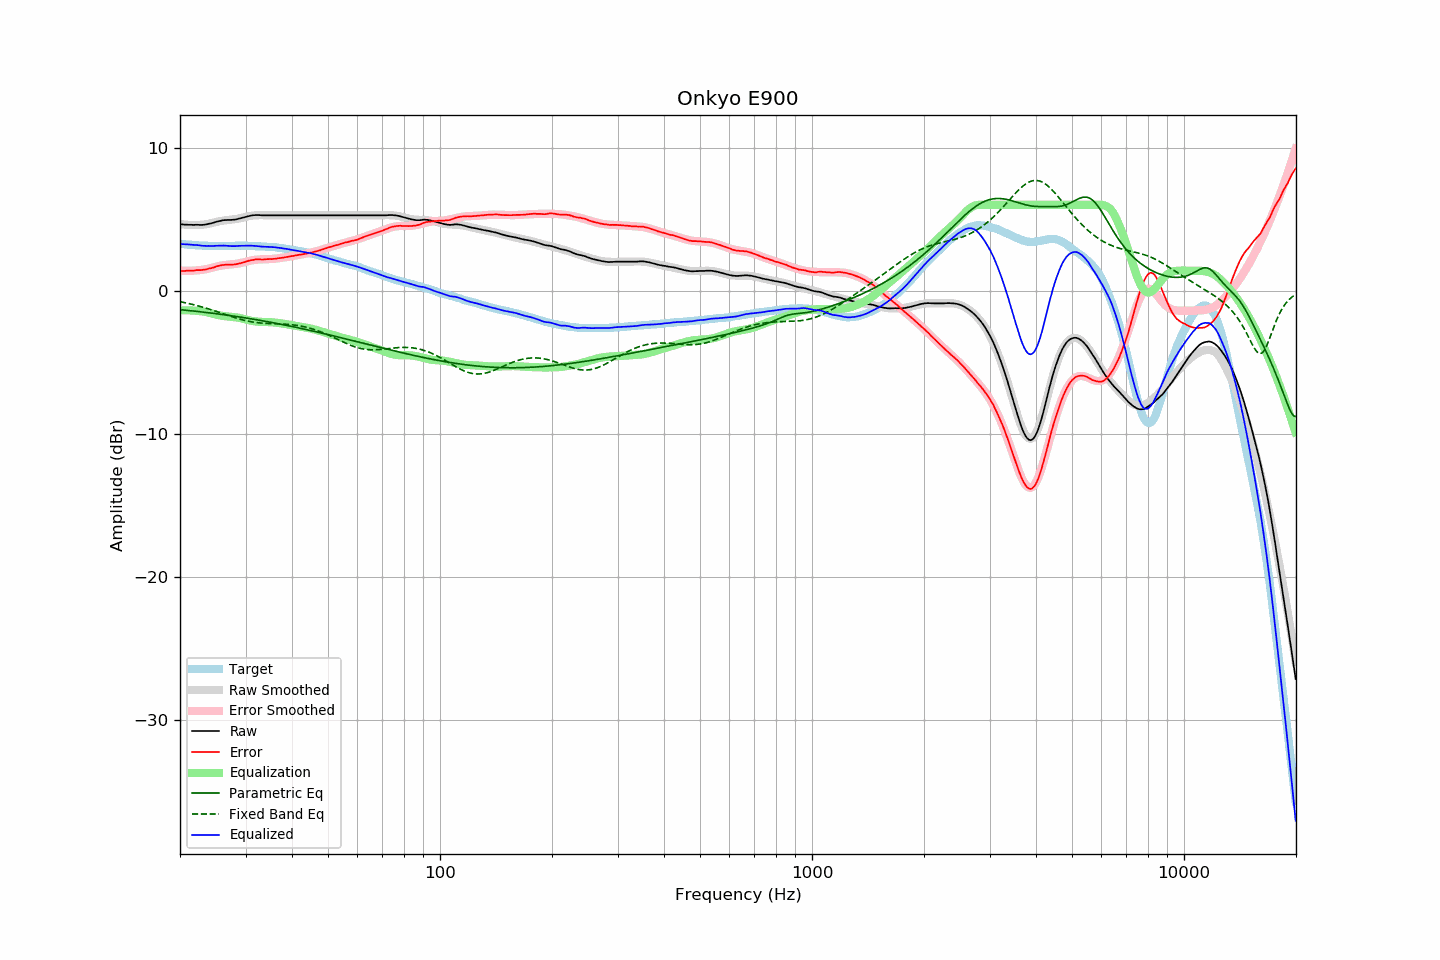 Onkyo E900
10
0
−10
−20
−30
Amplitude (dBr)
Target
Raw Smoothed
Error Smoothed
Raw
Error
Equalization
Parametric Eq
Fixed Band Eq
Equalized
100
1000
10000
Frequency (Hz)